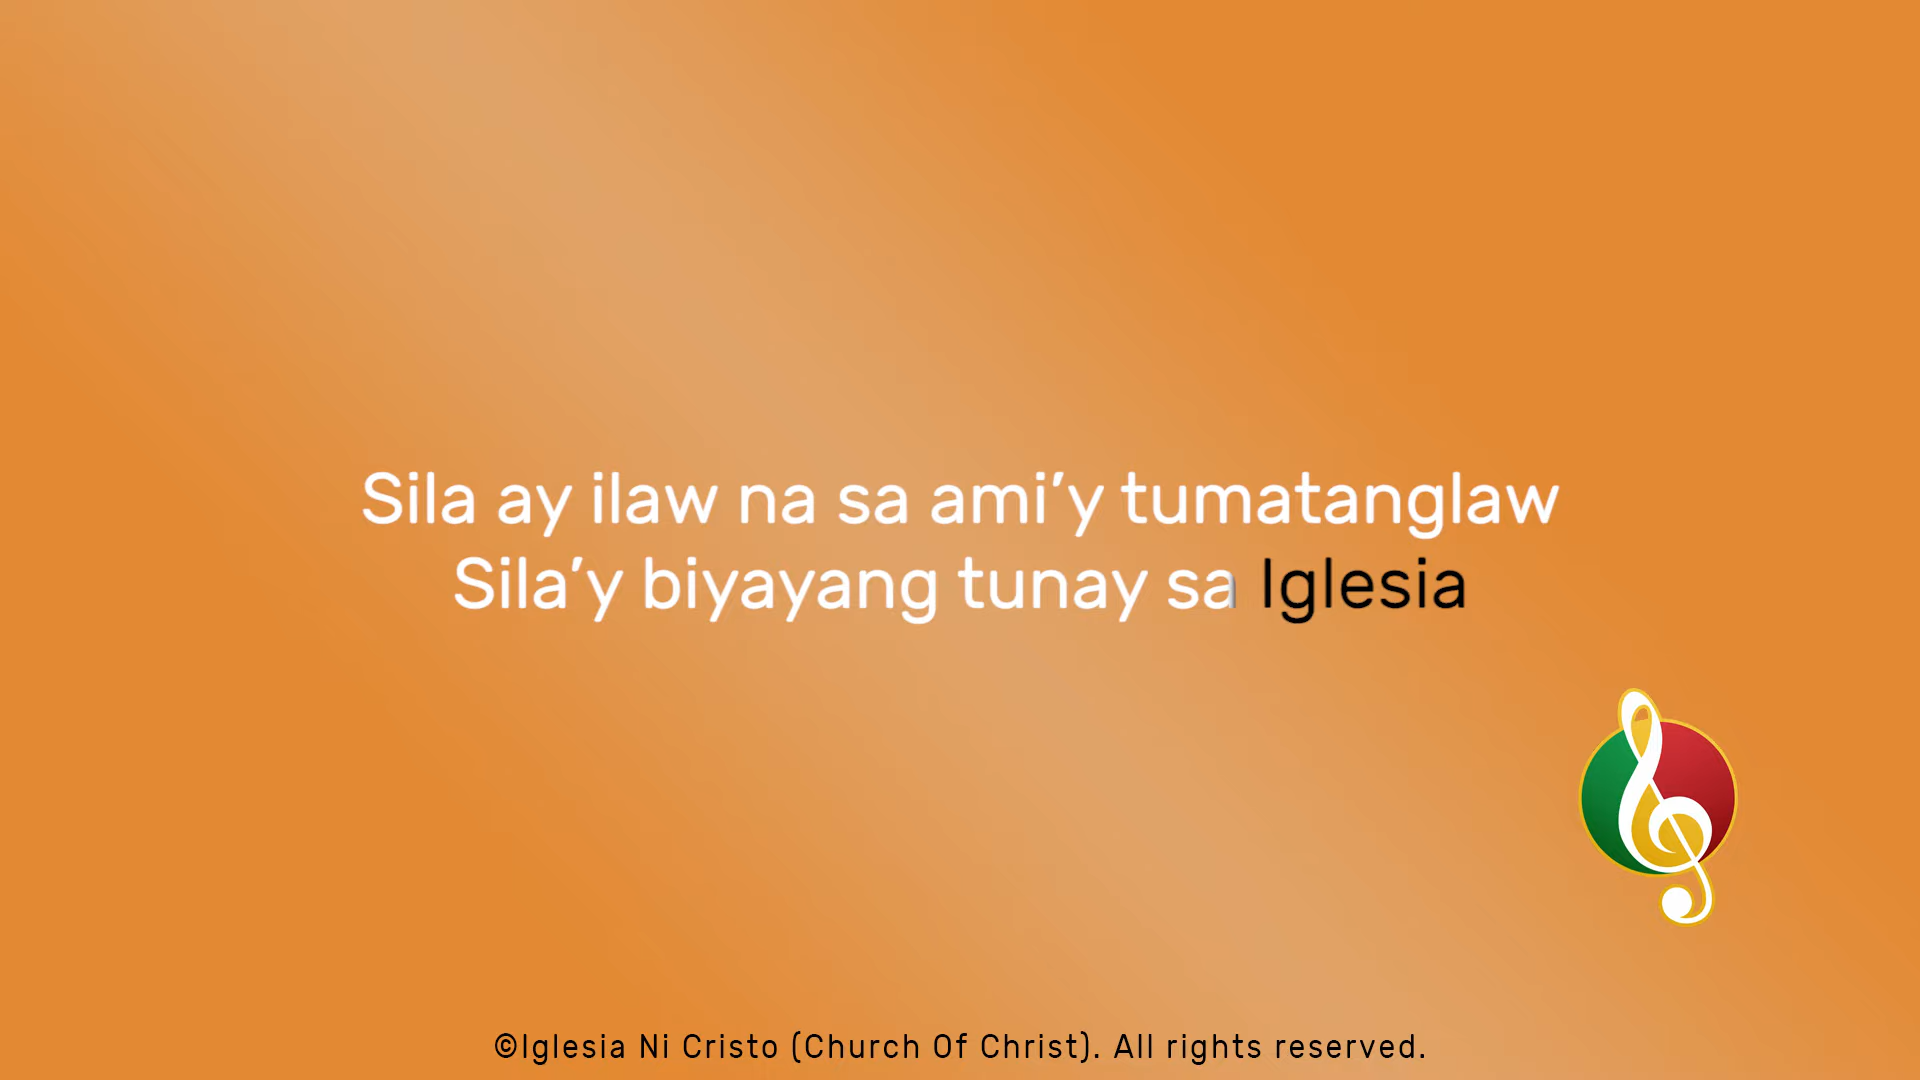 Sila ay ilaw na sa ami’y tumatanglaw
Sila’y biyayang tunay sa Iglesia
©Iglesia Ni Cristo (Church Of Christ). All rights reserved.